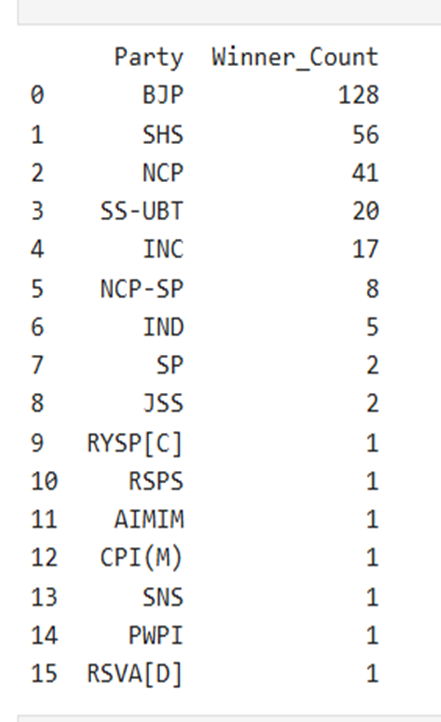 Party Winner_Count
0 BJP 128
1 SHS 56
2 NCP 41
3 SS-UBT 20
4 INC 17
5 NCP-SP 8
6 IND 5
7 SP 2
8 JSS 2
9 RYSP[C] 1
10 RSPS 1
11 AIMIM 1
12 CPI(M) 1
13 SNS 1
14 PWPI 1
15 RSVA[D] 1